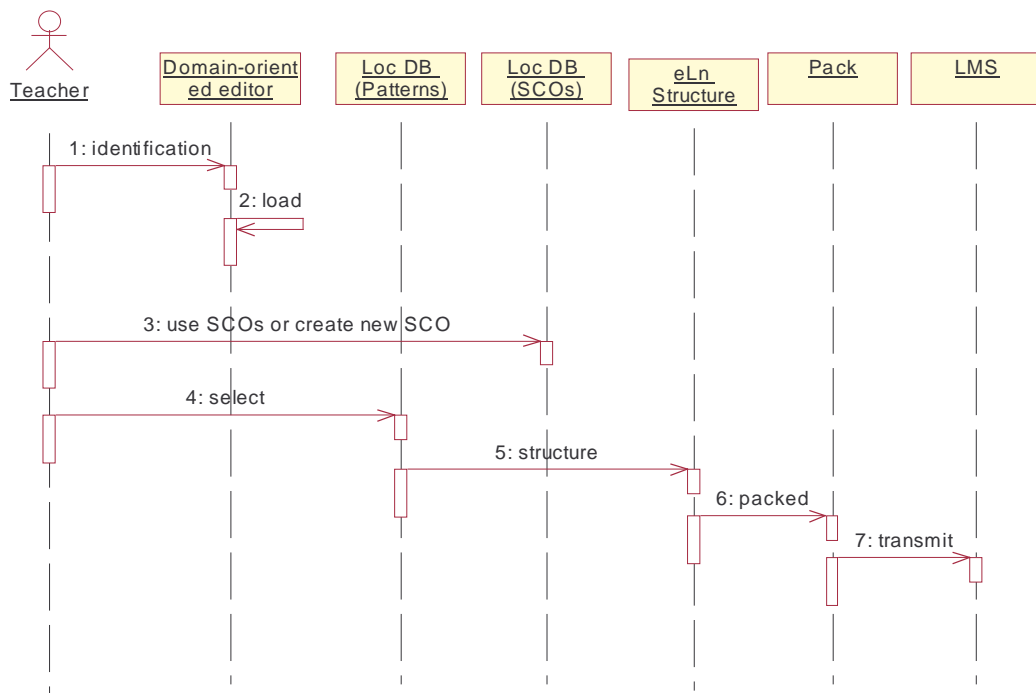 Teacher
Domain-orient
ed editor
Loc DB
(Patterns)
Loc DB
(SCOs)
eLn
Structure
Pack
LMS
1: identification
2: load
3: use SCOs or create new SCO
4: select
5: structure
6: packed
7: transmit